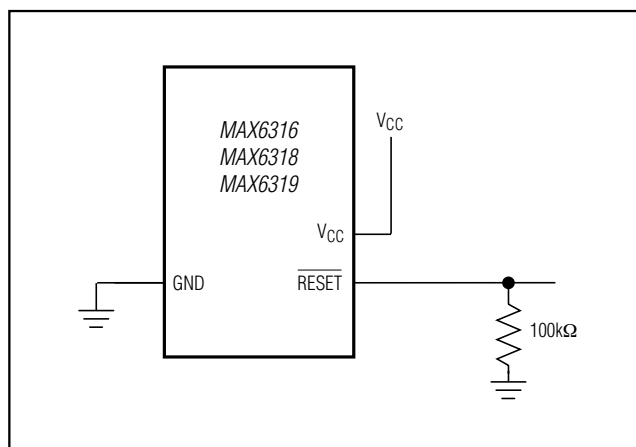 MAX6316
MAX6318
MAX6319
VCC
VCC
GND
RESET
100kΩ